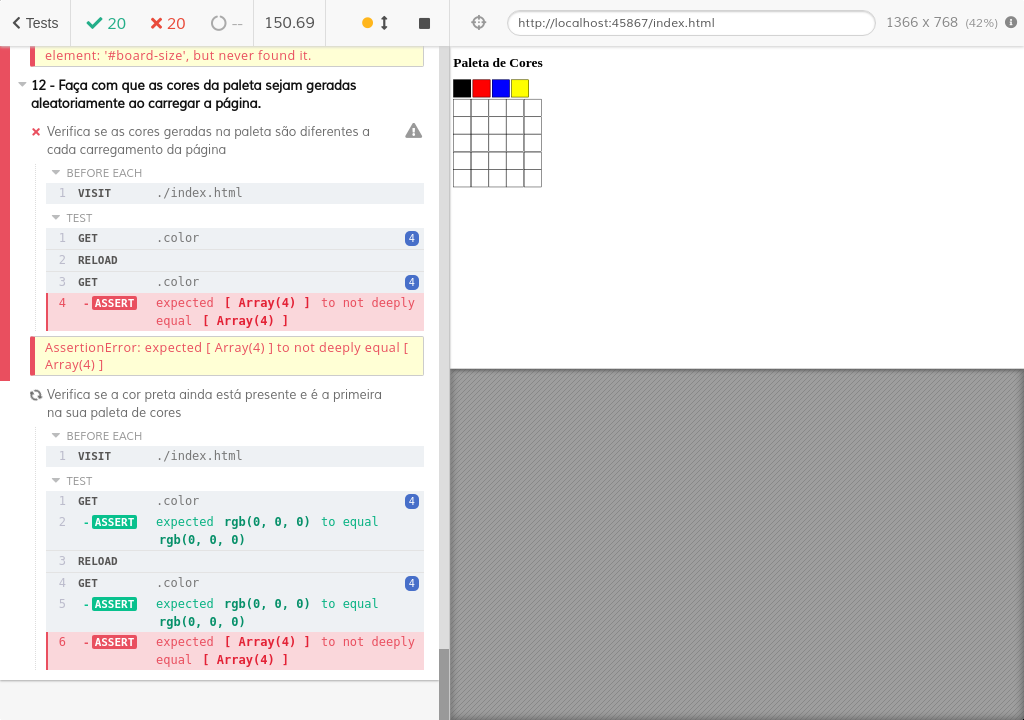 Tests
20
20
--
150.69
http://localhost:45867/index.html
1366 x 768 (42%)
element: '#board-size', but never found it.
12 - Faça com que as cores da paleta sejam geradas
aleatoriamente ao carregar a página.
Verifica se as cores geradas na paleta são diferentes a
cada carregamento da página
BEFORE EACH
1 VISIT ./index.html
TEST
1 GET .color 4
2 RELOAD
3 GET .color 4
4 -ASSERT expected [ Array(4) ] to not deeply
equal [ Array(4) ]
AssertionError: expected [ Array(4) ] to not deeply equal [
Array(4) ]
Verifica se a cor preta ainda está presente e é a primeira
na sua paleta de cores
BEFORE EACH
1 VISIT ./index.html
TEST
1 GET .color 4
2 -ASSERT expected rgb(0, 0, 0) to equal
rgb(0, 0, 0)
3 RELOAD
4 GET .color 4
5 -ASSERT expected rgb(0, 0, 0) to equal
rgb(0, 0, 0)
6 -ASSERT expected [ Array(4) ] to not deeply
equal [ Array(4) ]
Paleta de Cores